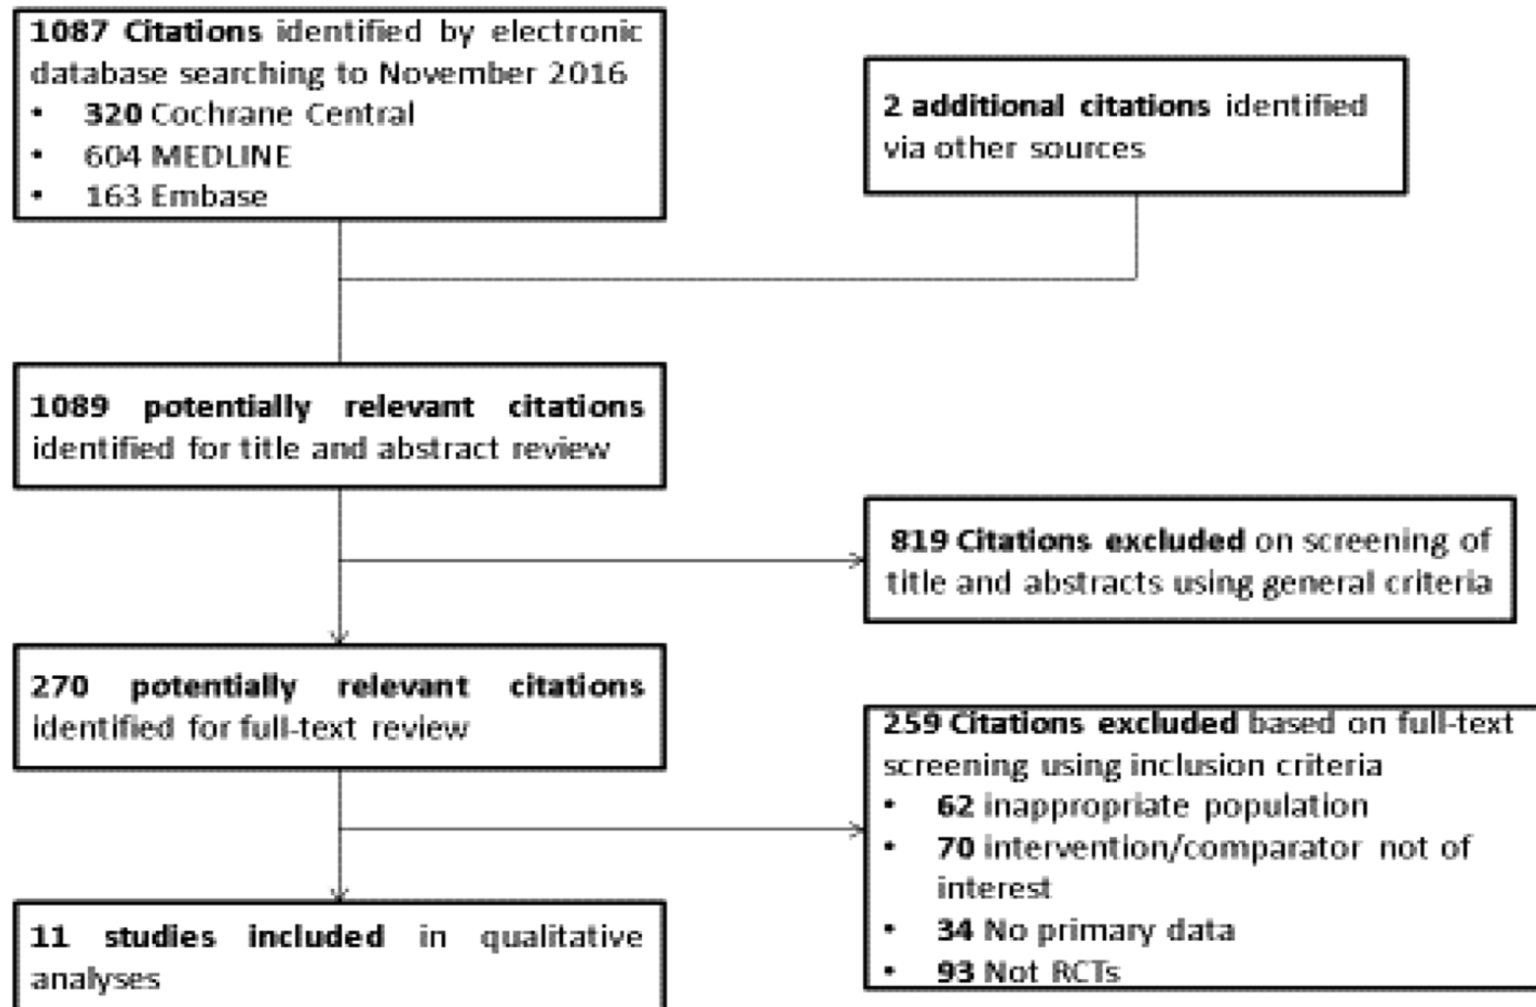 1087 Citations identified by electronic
database searching to November 2016
• 320 Cochrane Central
• 604 MEDLINE
• 163 Embase
2 additional citations identified
via other sources
1089 potentially relevant citations
identified for title and abstract review
819 Citations excluded on screening of
title and abstracts using general criteria
270 potentially relevant citations
identified for full-text review
259 Citations excluded based on full-text
screening using inclusion criteria
• 62 inappropriate population
• 70 intervention/comparator not of
interest
• 34 No primary data
• 93 Not RCTs
11 studies included in qualitative
analyses